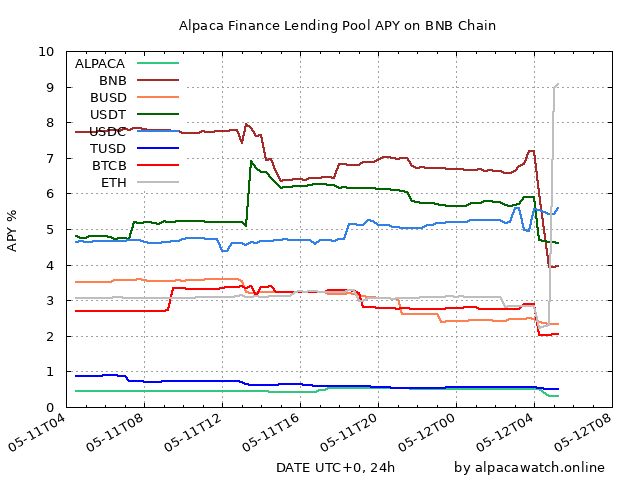 Alpaca Finance Lending Pool APY on BNB Chain
10
9
8
7
6
5
4
3
2
1
0
APY %
ALPACA
BNB
BUSD
USDT
USDC
TUSD
BTCB
ETH
05-11T04
05-11T08
05-11T12
05-11T16
05-11T20
05-12T00
05-12T04
05-12T08
DATE UTC+0, 24h
by alpacawatch.online